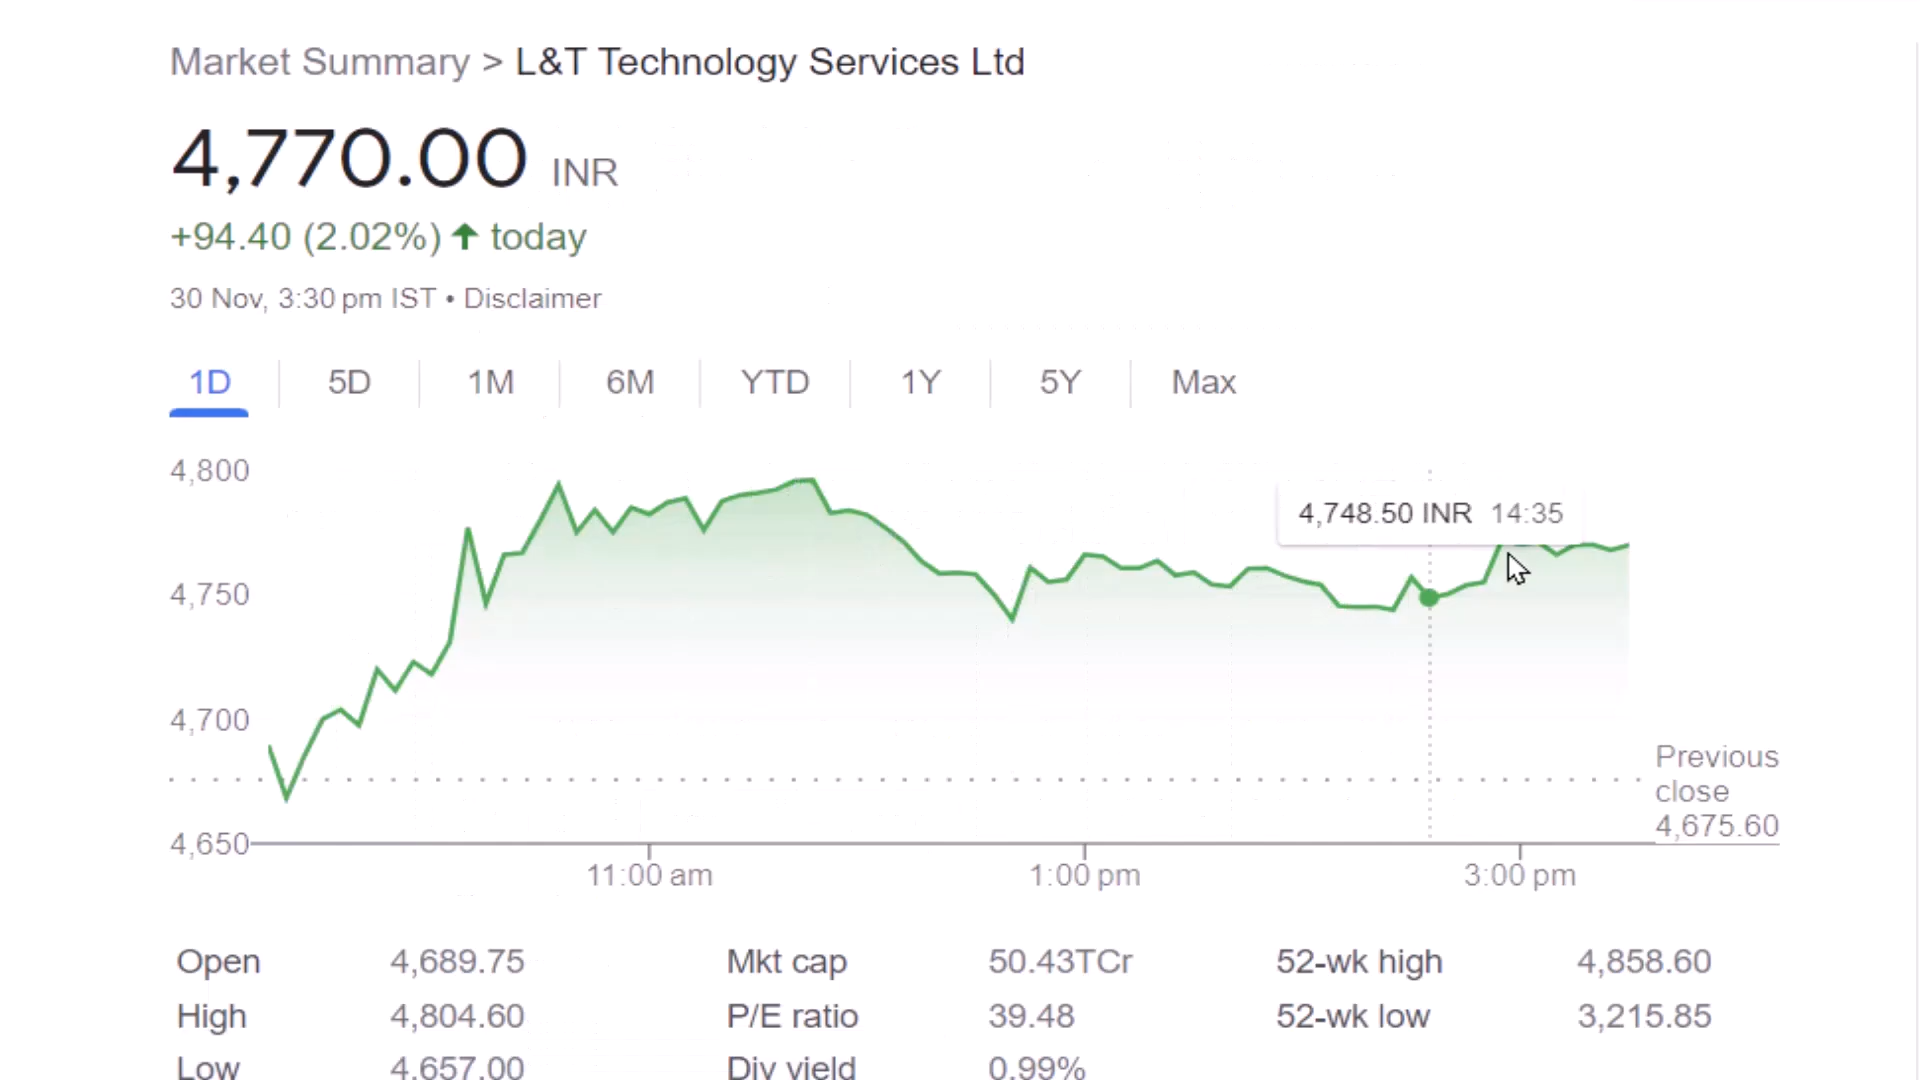 Market Summary > L&T Technology Services Ltd
4,770.00 INR
+94.40 (2.02%) ↑ today
30 Nov, 3:30 pm IST • Disclaimer
1D 5D 1M 6M YTD 1Y 5Y Max
4,800
4,748.50 INR 14:35
4,750
4,700
Previous
close
4,675.60
4,650
11:00 am 1:00 pm 3:00 pm
Open 4,689.75 Mkt cap 50.43TCr 52-wk high 4,858.60
High 4,804.60 P/E ratio 39.48 52-wk low 3,215.85
Low 4,657.00 Div yield 0.99%